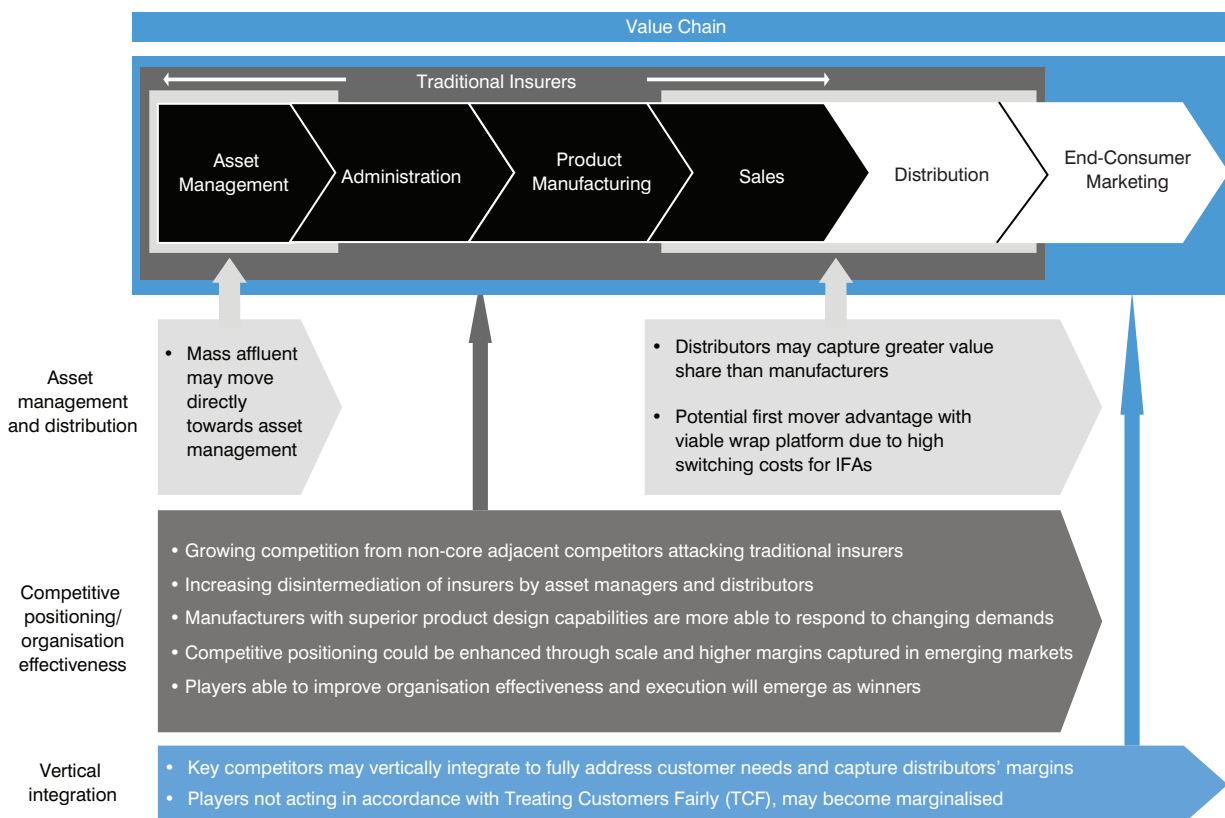 Value Chain
Traditional Insurers
Asset
Management
Administration
Product
Manufacturing
Sales
Distribution
End-Consumer
Marketing
Asset
management
and distribution
• Mass affluent
may move
directly
towards asset
management
• Distributors may capture greater value
share than manufacturers
• Potential first mover advantage with
viable wrap platform due to high
switching costs for IFAs
Competitive
positioning/
organisation
effectiveness
• Growing competition from non-core adjacent competitors attacking traditional insurers
• Increasing disintermediation of insurers by asset managers and distributors
• Manufacturers with superior product design capabilities are more able to respond to changing demands
• Competitive positioning could be enhanced through scale and higher margins captured in emerging markets
• Players able to improve organisation effectiveness and execution will emerge as winners
Vertical
integration
• Key competitors may vertically integrate to fully address customer needs and capture distributors' margins
• Players not acting in accordance with Treating Customers Fairly (TCF), may become marginalised